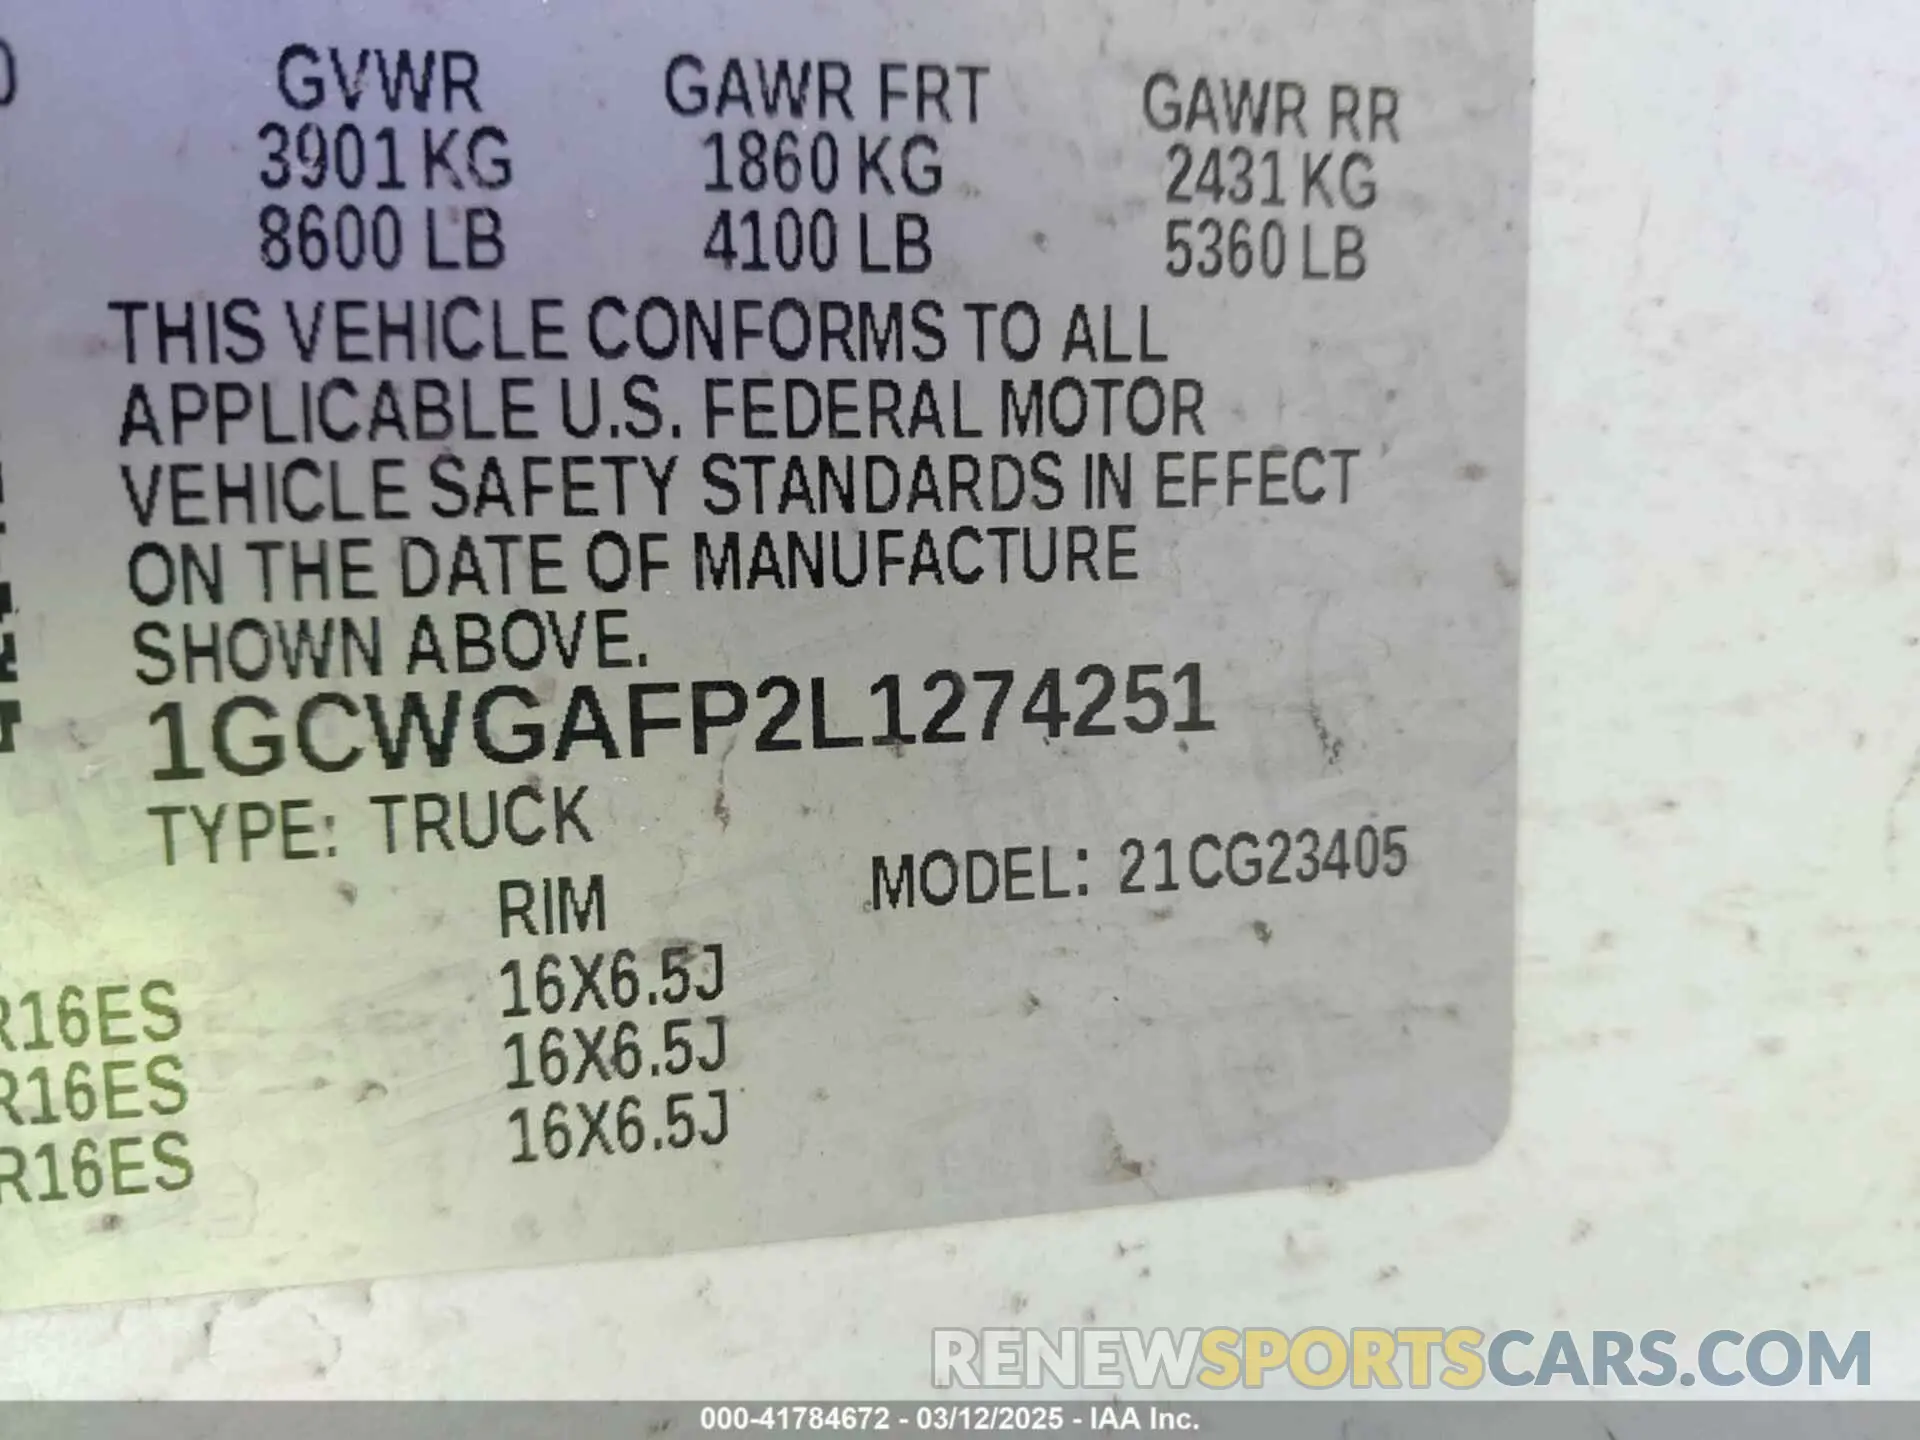 GVWR GAWR FRT GAWR RR
3901 KG 1860 KG 2431 KG
8600 LB 4100 LB 5360 LB
THIS VEHICLE CONFORMS TO ALL
APPLICABLE U.S. FEDERAL MOTOR
VEHICLE SAFETY STANDARDS IN EFFECT
ON THE DATE OF MANUFACTURE
SHOWN ABOVE.
1GCWGAFP2L1274251
TYPE: TRUCK
MODEL: 21CG23405
RIM
R16ES 16X6.5J
R16ES 16X6.5J
R16ES 16X6.5J
RENEWSPORTSCARS.COM
000-41784672 - 03/12/2025 - IAA Inc.